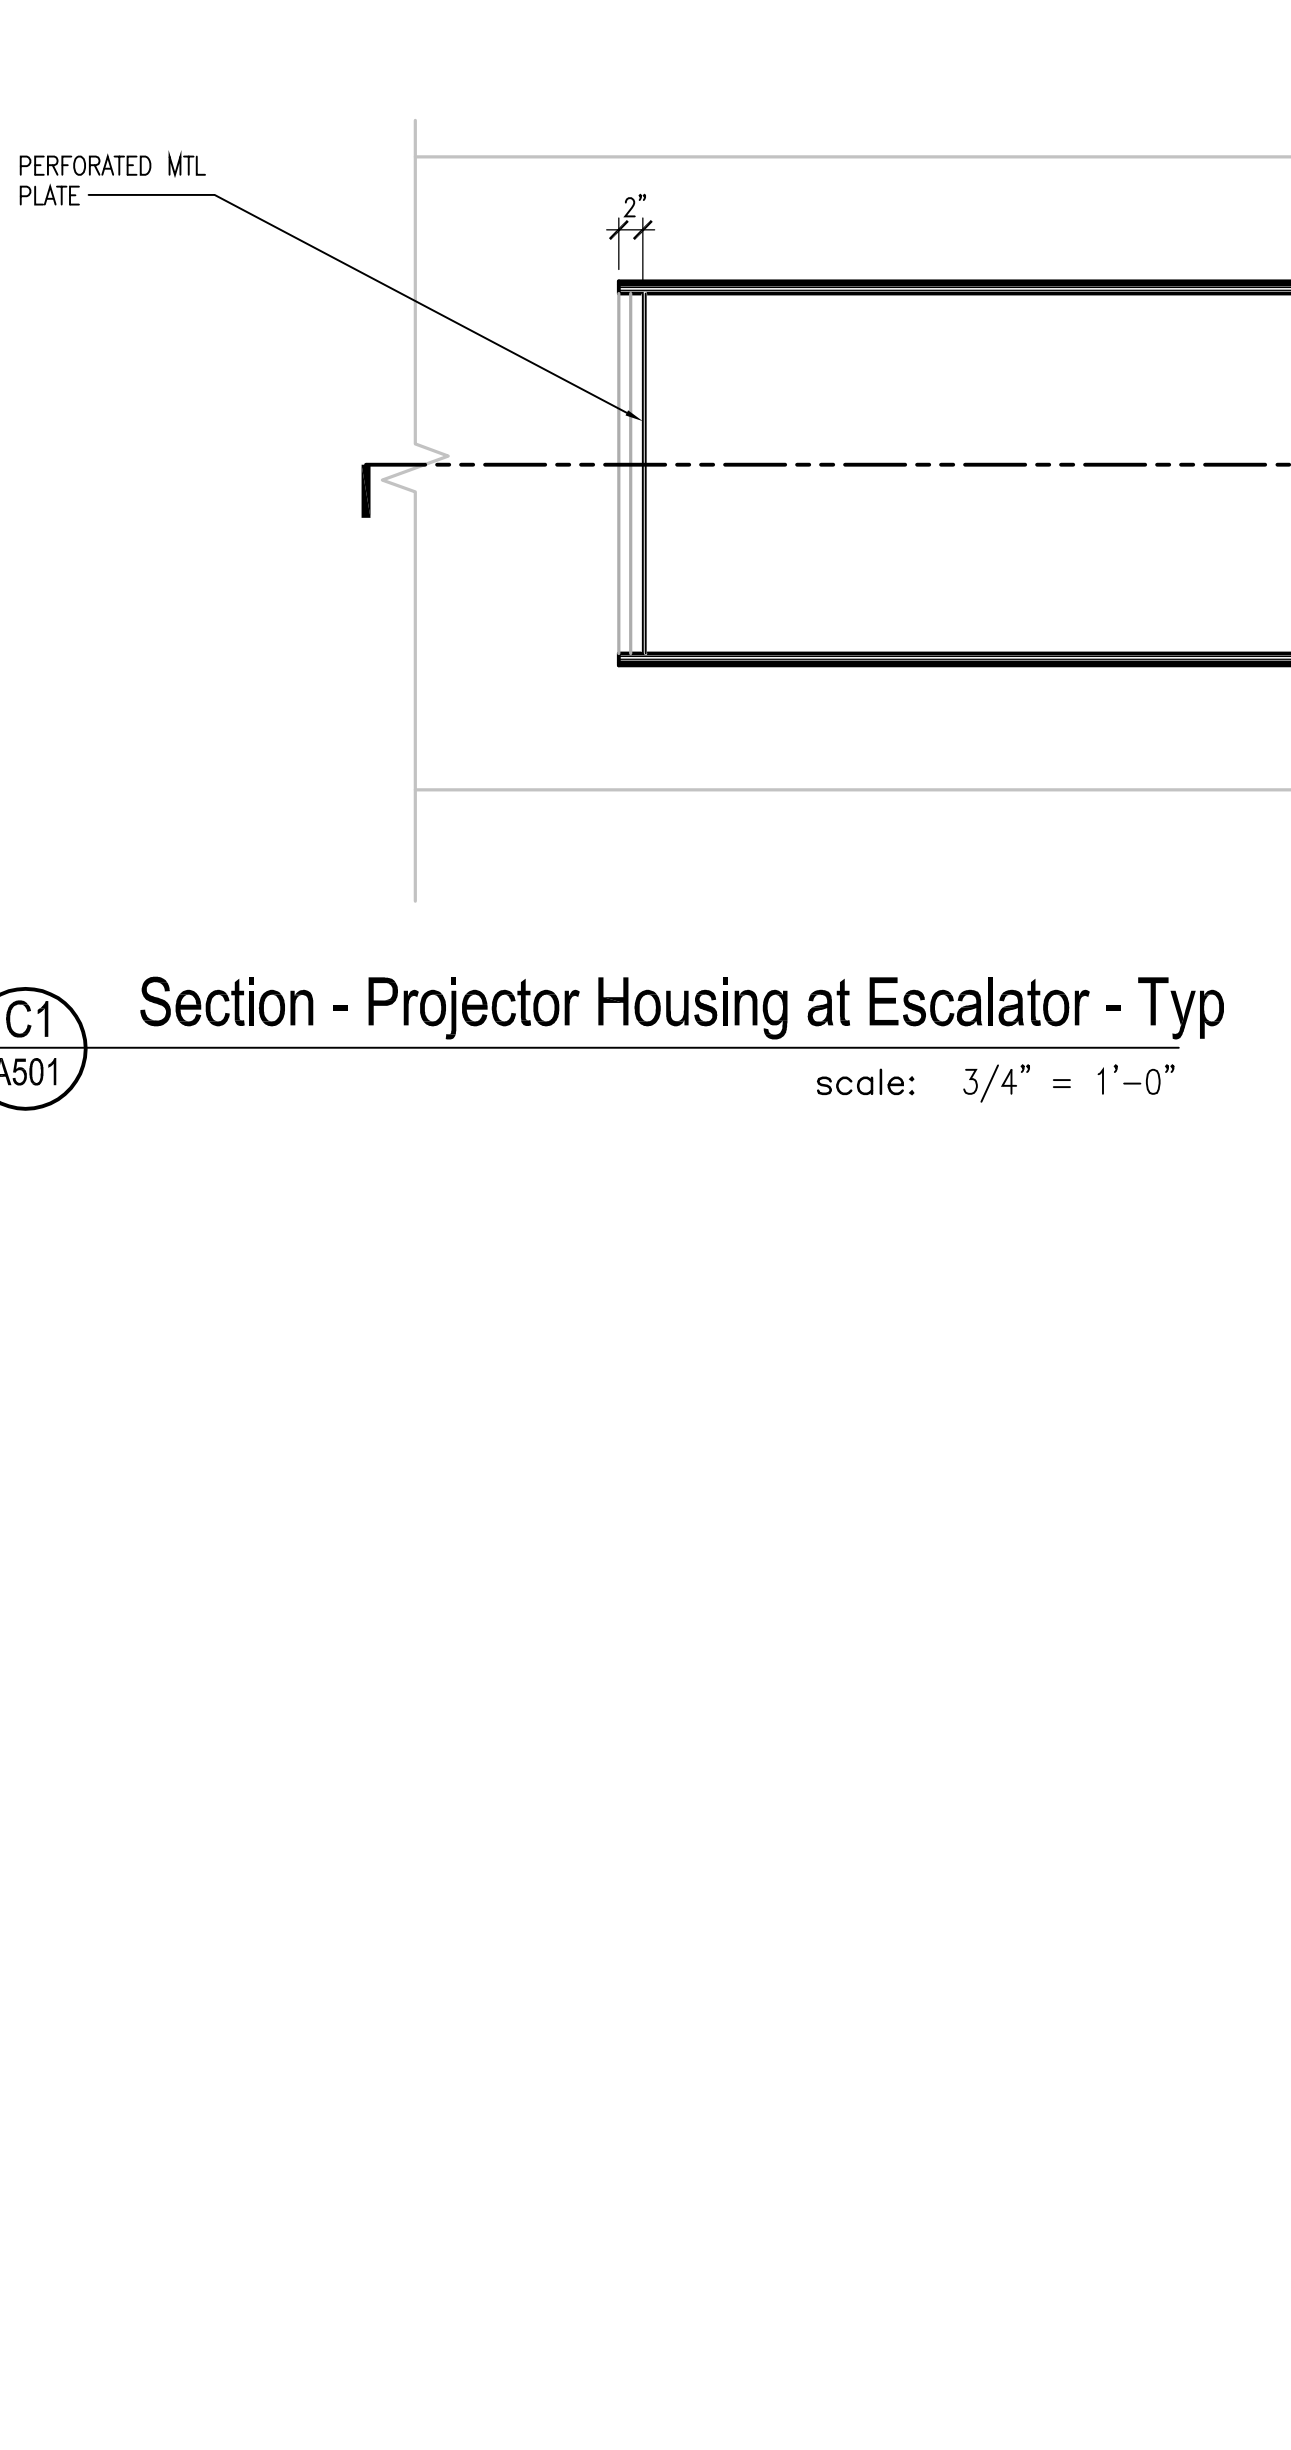 PERFORATED MTL
PLATE
2”
C1
A501
Section - Projector Housing at Escalator - Typ
scale: 3/4” = 1’-0”